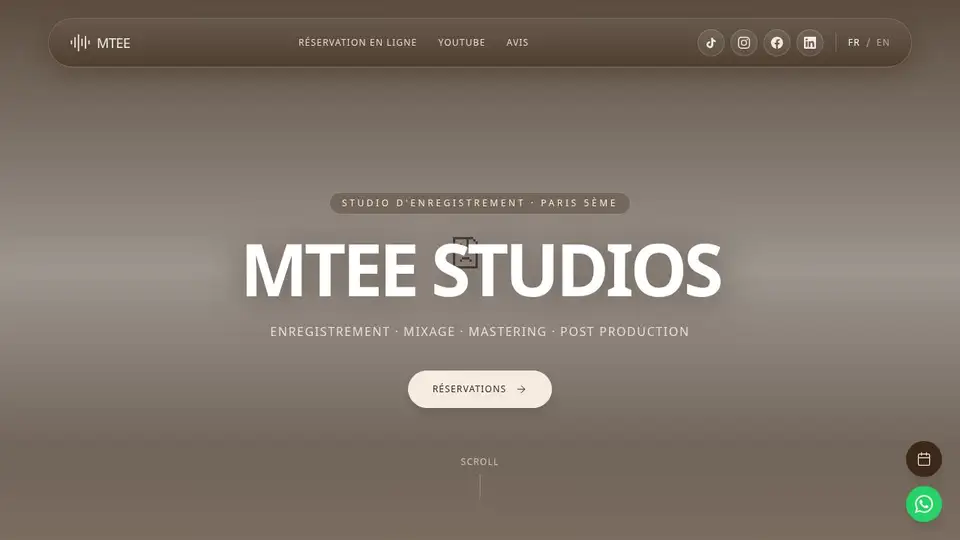 MTEE
RÉSERVATION EN LIGNE
YOUTUBE
AVIS
FR / EN
STUDIO D'ENREGISTREMENT · PARIS 5ÈME
MTEE STUDIOS
ENREGISTREMENT · MIXAGE · MASTERING · POST PRODUCTION
RÉSERVATIONS →
SCROLL